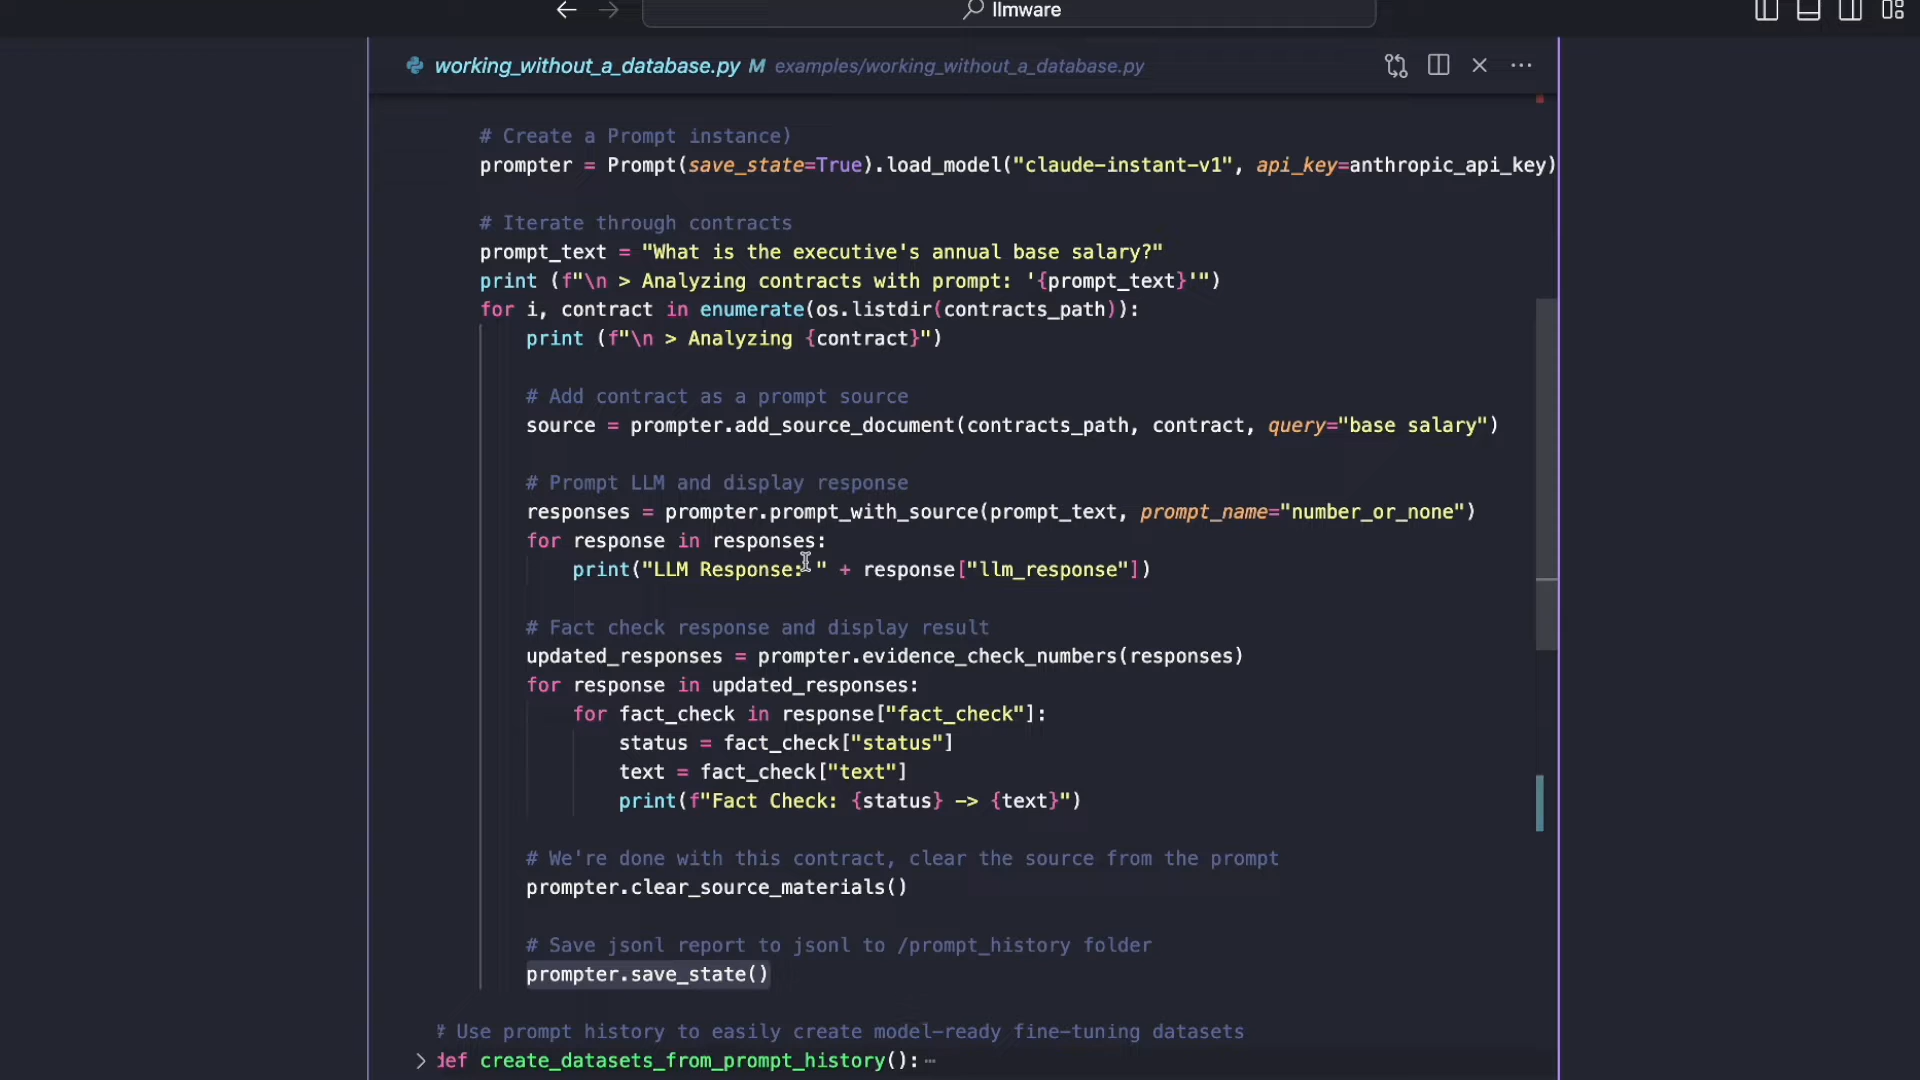 llmware
working_without_a_database.py M examples/working_without_a_database.py
# Create a Prompt instance)
prompter = Prompt(save_state=True).load_model("claude-instant-v1", api_key=anthropic_api_key)
# Iterate through contracts
prompt_text = "What is the executive's annual base salary?"
print (f"\n > Analyzing contracts with prompt: '{prompt_text}'")
for i, contract in enumerate(os.listdir(contracts_path)):
print (f"\n > Analyzing {contract}")
# Add contract as a prompt source
source = prompter.add_source_document(contracts_path, contract, query="base salary")
# Prompt LLM and display response
responses = prompter.prompt_with_source(prompt_text, prompt_name="number_or_none")
for response in responses:
print("LLM Response: " + response["llm_response"])
# Fact check response and display result
updated_responses = prompter.evidence_check_numbers(responses)
for response in updated_responses:
for fact_check in response["fact_check"]:
status = fact_check["status"]
text = fact_check["text"]
print(f"Fact Check: {status} -> {text}")
# We're done with this contract, clear the source from the prompt
prompter.clear_source_materials()
# Save jsonl report to jsonl to /prompt_history folder
prompter.save_state()
# Use prompt history to easily create model-ready fine-tuning datasets
def create_datasets_from_prompt_history():